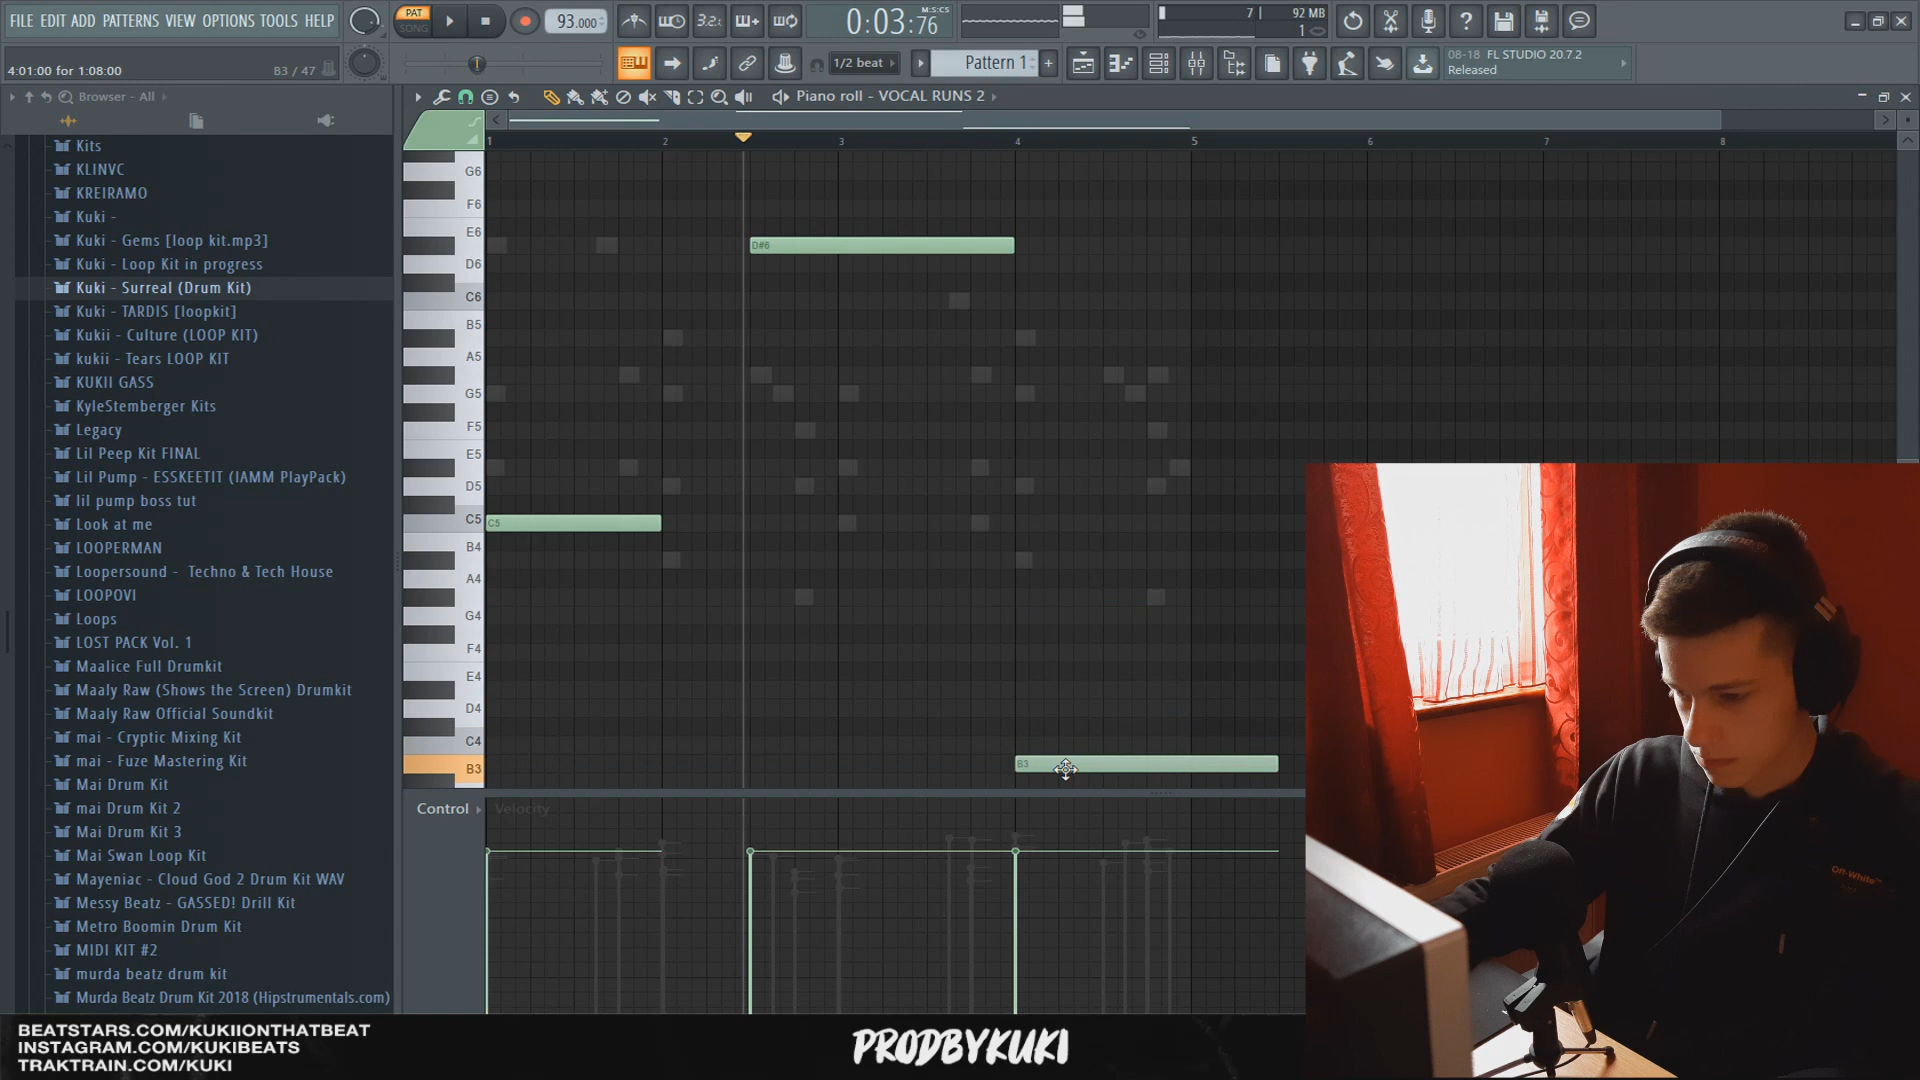 FILE EDIT ADD PATTERNS VIEW OPTIONS TOOLS HELP
PAT
SONG
93.000
3.2:
0:03:76
M:S:CS
7
92 MB
1
4:01:00 for 1:08:00
B3 / 47
1/2 beat
Pattern 1
+
08-18 FL STUDIO 20.7.2
Released
Browser - All
Piano roll - VOCAL RUNS 2
1 2 3 4 5 6 7 8
Kits
KLINVC
KREIRAMO
Kuki -
Kuki - Gems [loop kit.mp3]
Kuki - Loop Kit in progress
Kuki - Surreal (Drum Kit)
Kuki - TARDIS [loopkit]
Kukii - Culture (LOOP KIT)
kukii - Tears LOOP KIT
KUKII GASS
KyleStemberger Kits
Legacy
Lil Peep Kit FINAL
Lil Pump - ESSKEETIT (IAMM PlayPack)
lil pump boss tut
Look at me
LOOPERMAN
Loopersound - Techno & Tech House
LOOPOVI
Loops
LOST PACK Vol. 1
Maalice Full Drumkit
Maaly Raw (Shows the Screen) Drumkit
Maaly Raw Official Soundkit
mai - Cryptic Mixing Kit
mai - Fuze Mastering Kit
Mai Drum Kit
mai Drum Kit 2
Mai Drum Kit 3
Mai Swan Loop Kit
Mayeniac - Cloud God 2 Drum Kit WAV
Messy Beatz - GASSED! Drill Kit
Metro Boomin Drum Kit
MIDI KIT #2
murda beatz drum kit
Murda Beatz Drum Kit 2018 (Hipstrumentals.com)
G6
F6
E6
D6
C6
B5
A5
G5
F5
E5
D5
C5
B4
A4
G4
F4
E4
D4
C4
B3
D#6
C5
B3
Control
Velocity
Off-White™
BEATSTARS.COM/KUKIIONTHATBEAT
INSTAGRAM.COM/KUKIBEATS
TRAKTRAIN.COM/KUKI
PRODBYKUKI